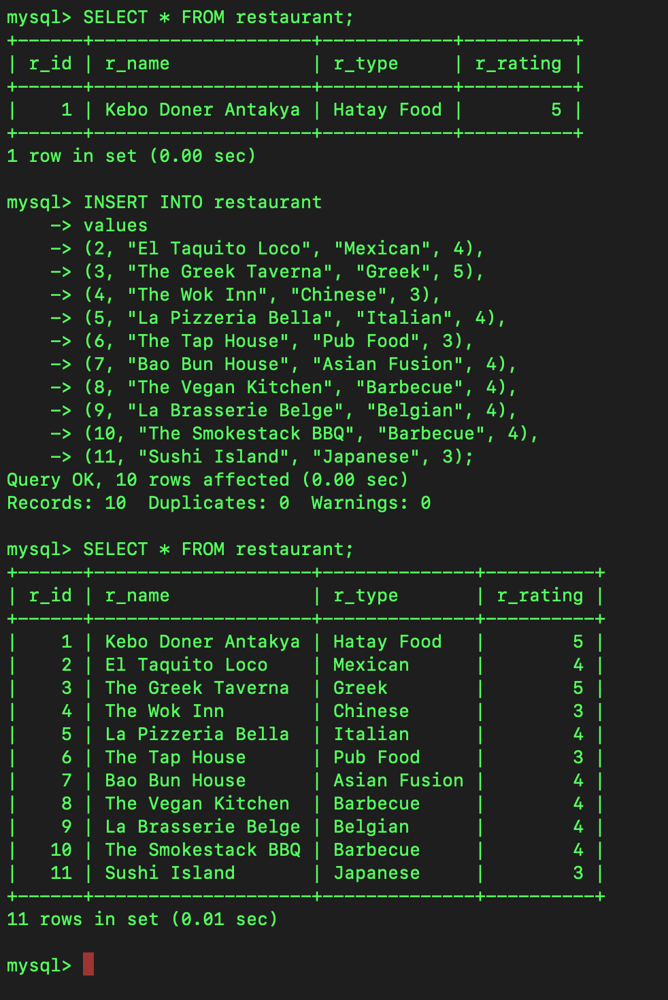 mysql> SELECT * FROM restaurant;
+------+--------------------+------------+----------+
| r_id | r_name             | r_type     | r_rating |
+------+--------------------+------------+----------+
|    1 | Kebo Doner Antakya | Hatay Food |        5 |
+------+--------------------+------------+----------+
1 row in set (0.00 sec)

mysql> INSERT INTO restaurant
    -> values
    -> (2, "El Taquito Loco", "Mexican", 4),
    -> (3, "The Greek Taverna", "Greek", 5),
    -> (4, "The Wok Inn", "Chinese", 3),
    -> (5, "La Pizzeria Bella", "Italian", 4),
    -> (6, "The Tap House", "Pub Food", 3),
    -> (7, "Bao Bun House", "Asian Fusion", 4),
    -> (8, "The Vegan Kitchen", "Barbecue", 4),
    -> (9, "La Brasserie Belge", "Belgian", 4),
    -> (10, "The Smokestack BBQ", "Barbecue", 4),
    -> (11, "Sushi Island", "Japanese", 3);
Query OK, 10 rows affected (0.00 sec)
Records: 10  Duplicates: 0  Warnings: 0

mysql> SELECT * FROM restaurant;
+------+--------------------+--------------+----------+
| r_id | r_name             | r_type       | r_rating |
+------+--------------------+--------------+----------+
|    1 | Kebo Doner Antakya | Hatay Food   |        5 |
|    2 | El Taquito Loco    | Mexican      |        4 |
|    3 | The Greek Taverna  | Greek        |        5 |
|    4 | The Wok Inn        | Chinese      |        3 |
|    5 | La Pizzeria Bella  | Italian      |        4 |
|    6 | The Tap House      | Pub Food     |        3 |
|    7 | Bao Bun House      | Asian Fusion |        4 |
|    8 | The Vegan Kitchen  | Barbecue     |        4 |
|    9 | La Brasserie Belge | Belgian      |        4 |
|   10 | The Smokestack BBQ | Barbecue     |        4 |
|   11 | Sushi Island       | Japanese     |        3 |
+------+--------------------+--------------+----------+
11 rows in set (0.01 sec)

mysql>